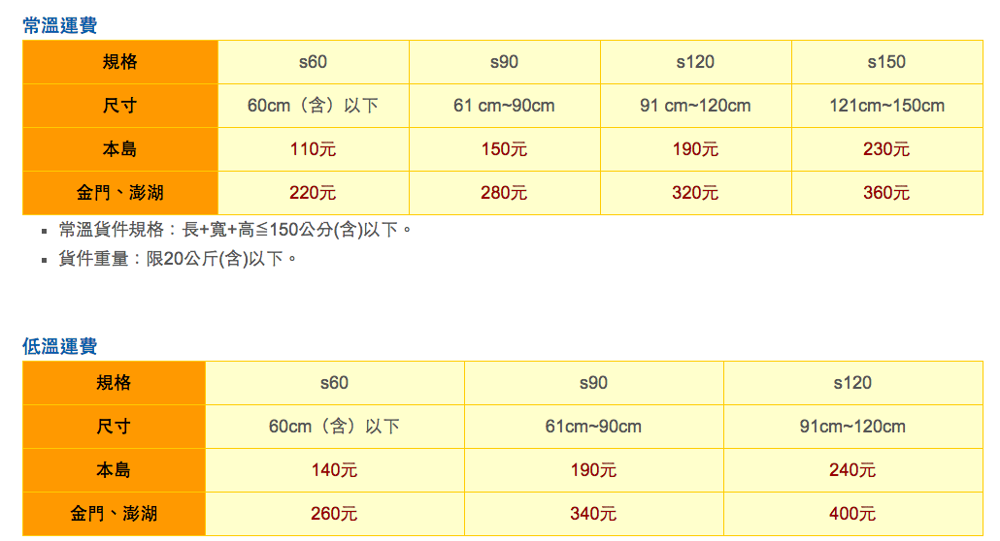 常溫運費
規格 s60 s90 s120 s150
尺寸 60cm（含）以下 61 cm~90cm 91 cm~120cm 121cm~150cm
本島 110元 150元 190元 230元
金門、澎湖 220元 280元 320元 360元
▪ 常溫貨件規格：長+寬+高≦150公分(含)以下。
▪ 貨件重量：限20公斤(含)以下。
低溫運費
規格 s60 s90 s120
尺寸 60cm（含）以下 61cm~90cm 91cm~120cm
本島 140元 190元 240元
金門、澎湖 260元 340元 400元